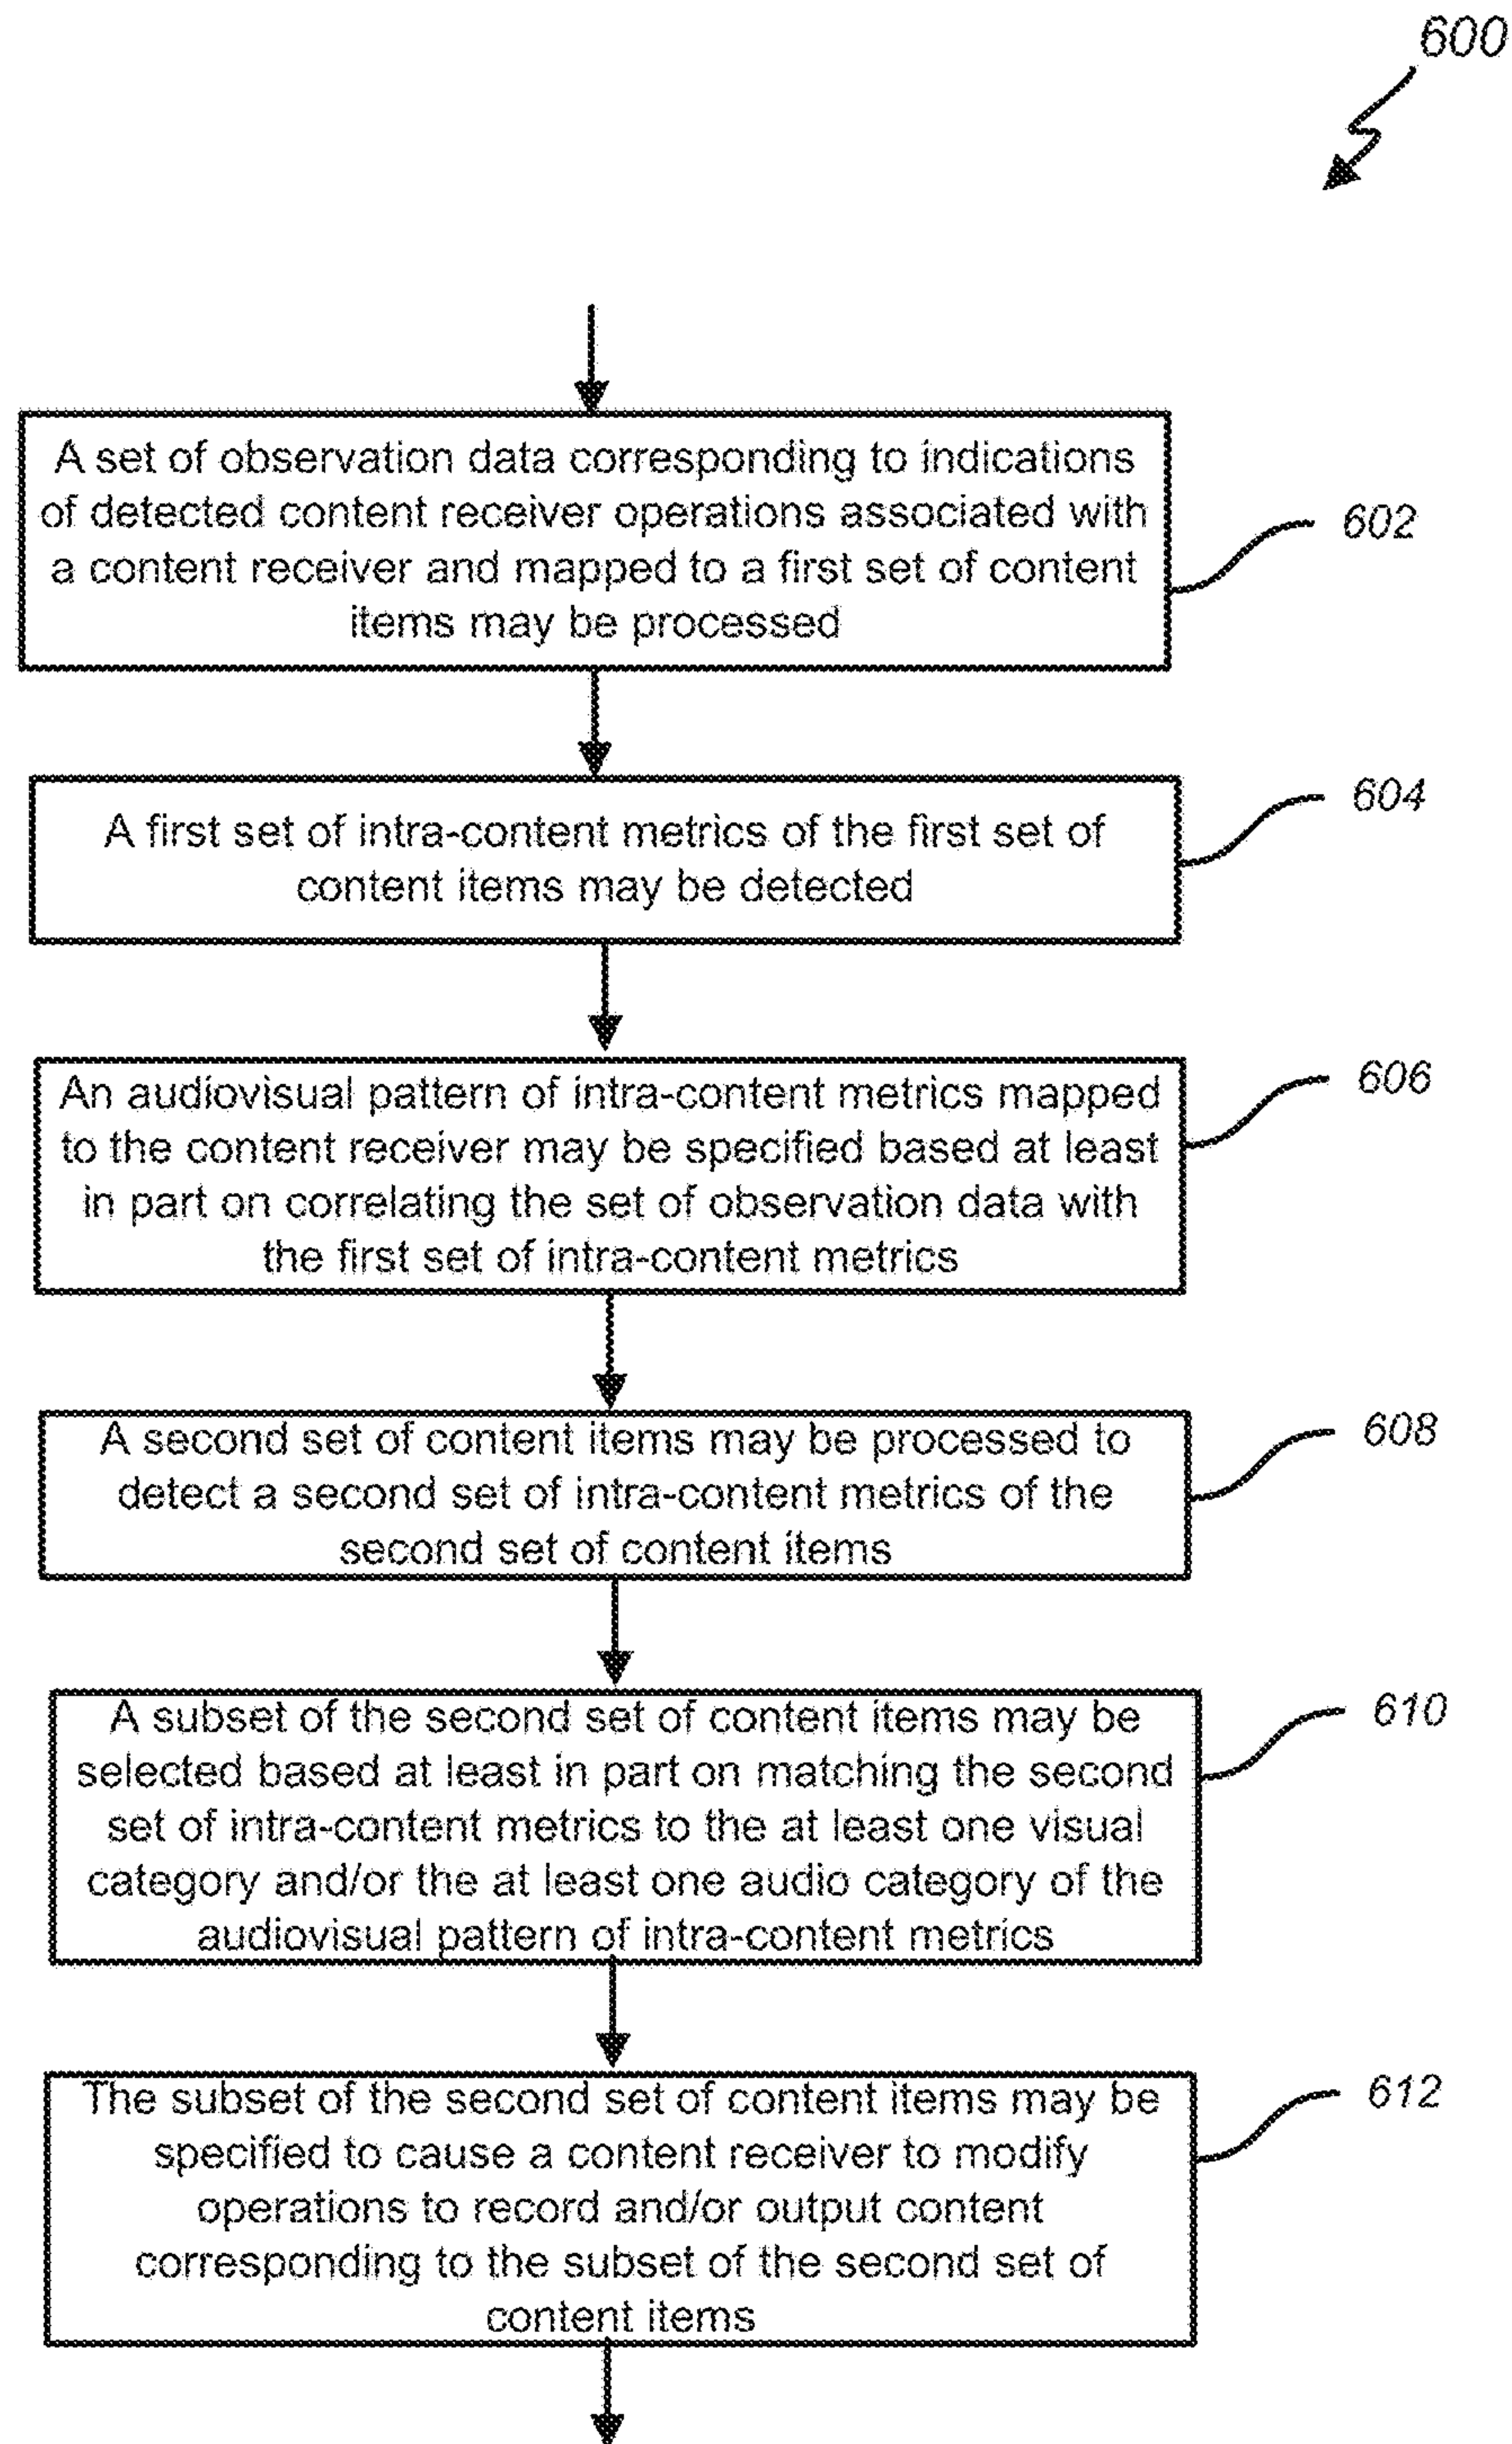 600
A set of observation data corresponding to indications
of detected content receiver operations associated with
a content receiver and mapped to a first set of content
items may be processed
602
A first set of intra-content metrics of the first set of
content items may be detected
604
An audiovisual pattern of intra-content metrics mapped
to the content receiver may be specified based at least
in part on correlating the set of observation data with
the first set of intra-content metrics
606
A second set of content items may be processed to
detect a second set of intra-content metrics of the
second set of content items
608
A subset of the second set of content items may be
selected based at least in part on matching the second
set of intra-content metrics to the at least one visual
category and/or the at least one audio category of the
audiovisual pattern of intra-content metrics
610
The subset of the second set of content items may be
specified to cause a content receiver to modify
operations to record and/or output content
corresponding to the subset of the second set of
content items
612